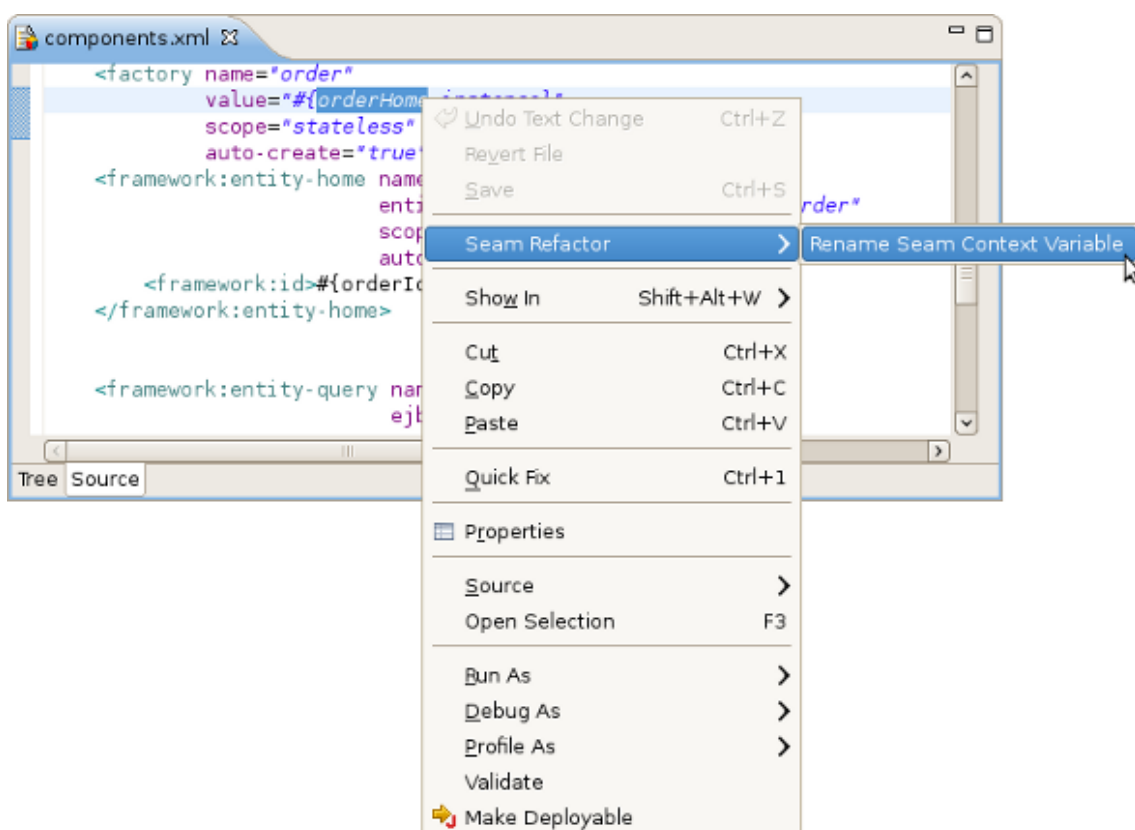 components.xml
<factory name="order"
value="#{orderHome.instance}"
scope="stateless"
auto-create="true"
<framework:entity-home name
enti
rder"
scop
auto
<framework:id>#{orderId
</framework:entity-home>
<framework:entity-query nam
ejb
Tree Source
Undo Text Change Ctrl+Z
Revert File
Save Ctrl+S
Seam Refactor
Rename Seam Context Variable
Show In Shift+Alt+W
Cut Ctrl+X
Copy Ctrl+C
Paste Ctrl+V
Quick Fix Ctrl+1
Properties
Source
Open Selection F3
Run As
Debug As
Profile As
Validate
Make Deployable